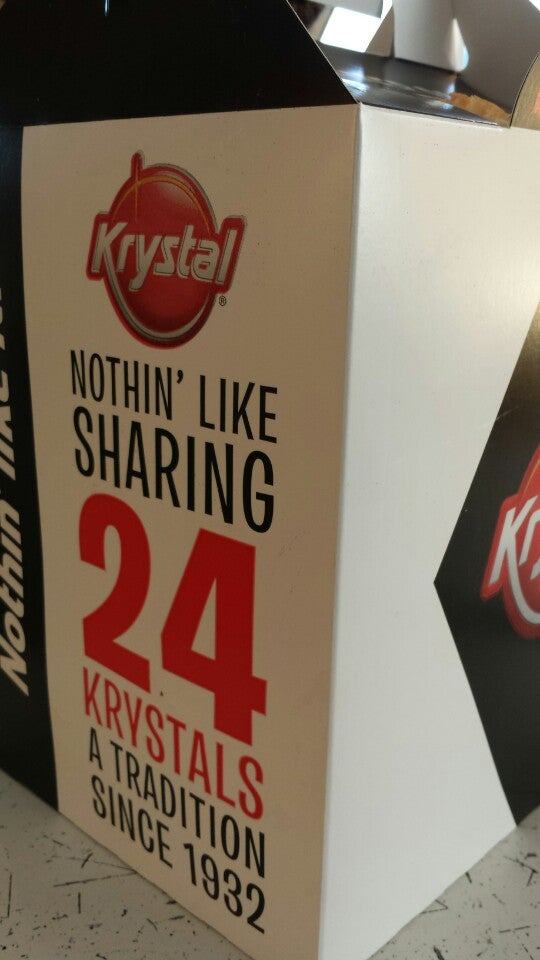 Krystal
®
NOTHIN' LIKE
SHARING
24
KRYSTALS
A TRADITION
SINCE 1932
Nothin' like